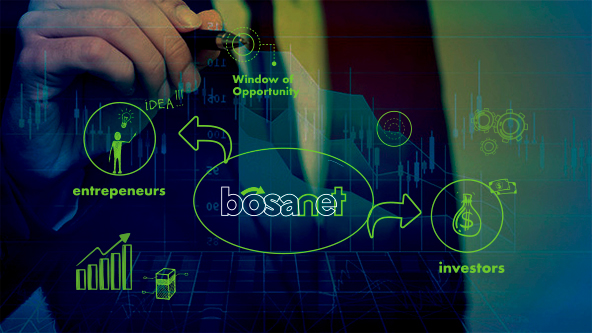 Window of
Opportunity
IDEA!!!
entrepeneurs
bosanet
$
$
investors